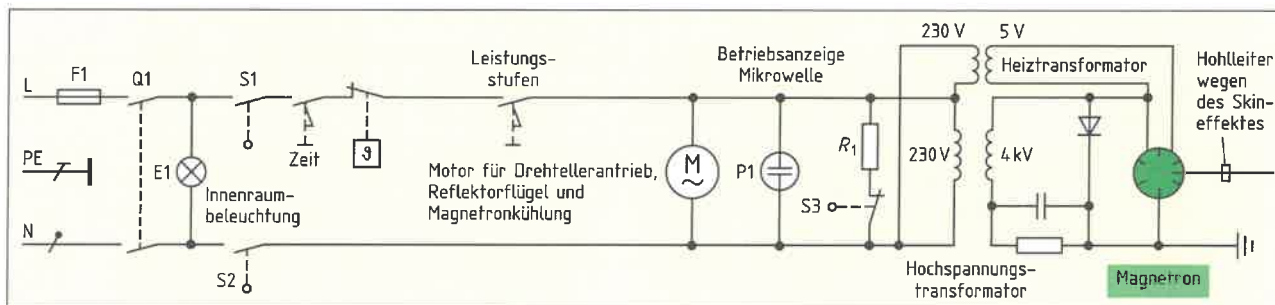 L
F1
Q1
S1
Zeit
ϑ
Leistungs-
stufen
Betriebsanzeige
Mikrowelle
230 V
5 V
Heiztransformator
Hohlleiter
wegen
des Skin-
effektes
PE
E1
Innenraum-
beleuchtung
Motor für Drehtellerantrieb,
Reflektorflügel und
Magnetronkühlung
M
~
P1
R1
S3
230 V
4 kV
N
S2
Hochspannungs-
transformator
Magnetron